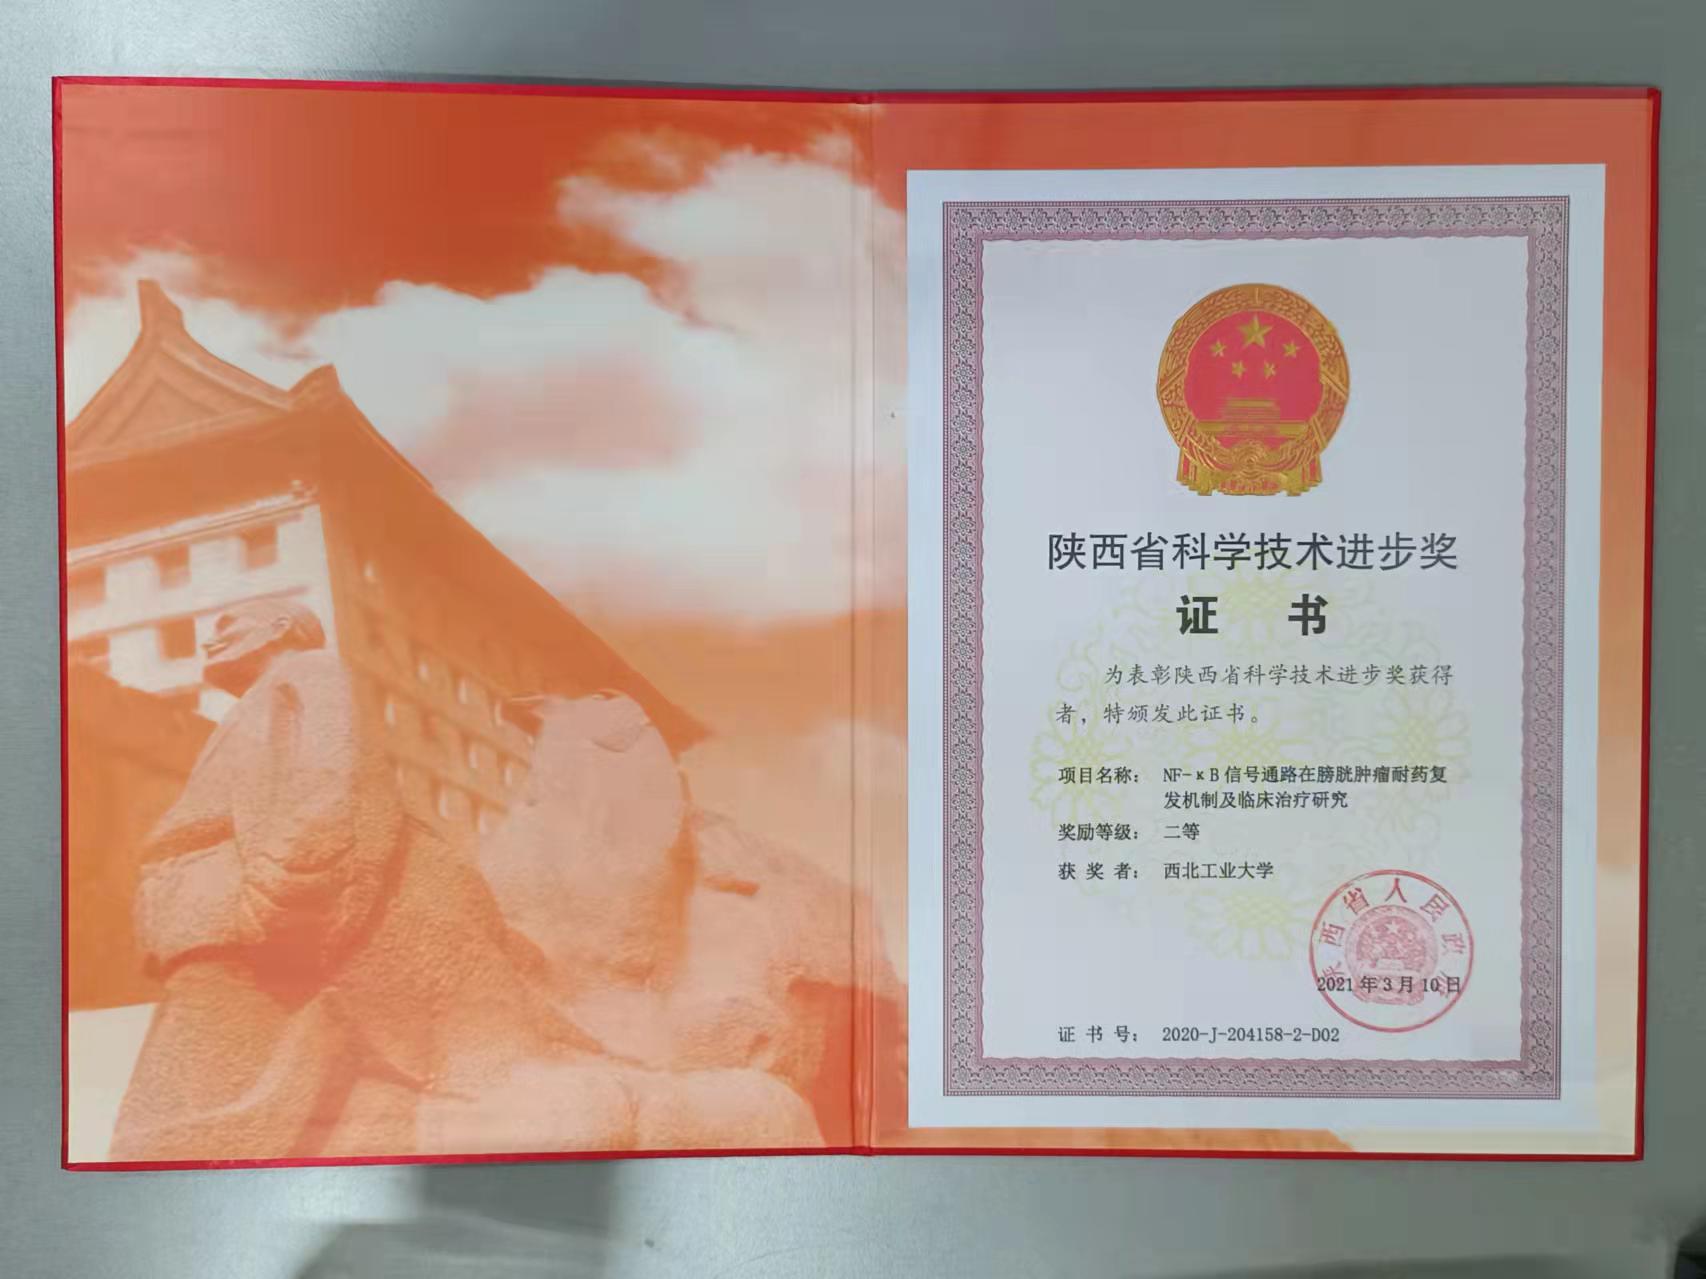 陕西省科学技术进步奖
证 书
为表彰陕西省科学技术进步奖获得
者，特颁发此证书。
项目名称： NF-κB信号通路在膀胱肿瘤耐药复
发机制及临床治疗研究
奖励等级： 二等
获 奖 者： 西北工业大学
陕西省人民政府
2021年3月10日
证 书 号： 2020-J-204158-2-D02